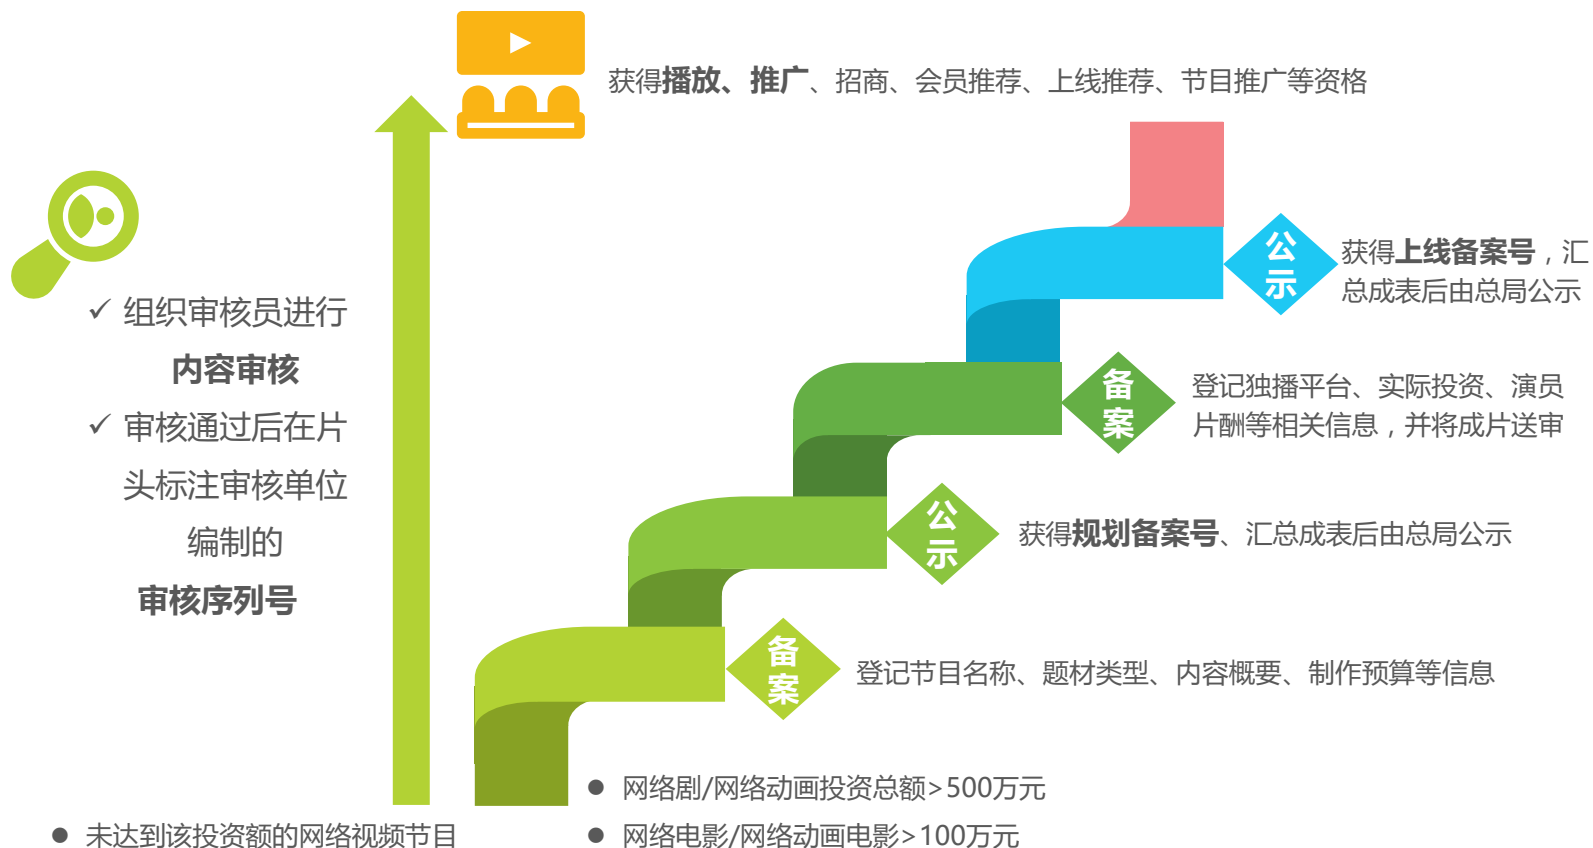 获得播放、推广、招商、会员推荐、上线推荐、节目推广等资格
公
示
获得上线备案号，汇
总成表后由总局公示
✓ 组织审核员进行
内容审核
✓ 审核通过后在片
头标注审核单位
编制的
审核序列号
备
案
登记独播平台、实际投资、演员
片酬等相关信息，并将成片送审
公
示
获得规划备案号、汇总成表后由总局公示
备
案
登记节目名称、题材类型、内容概要、制作预算等信息
● 网络剧/网络动画投资总额>500万元
● 未达到该投资额的网络视频节目
● 网络电影/网络动画电影>100万元